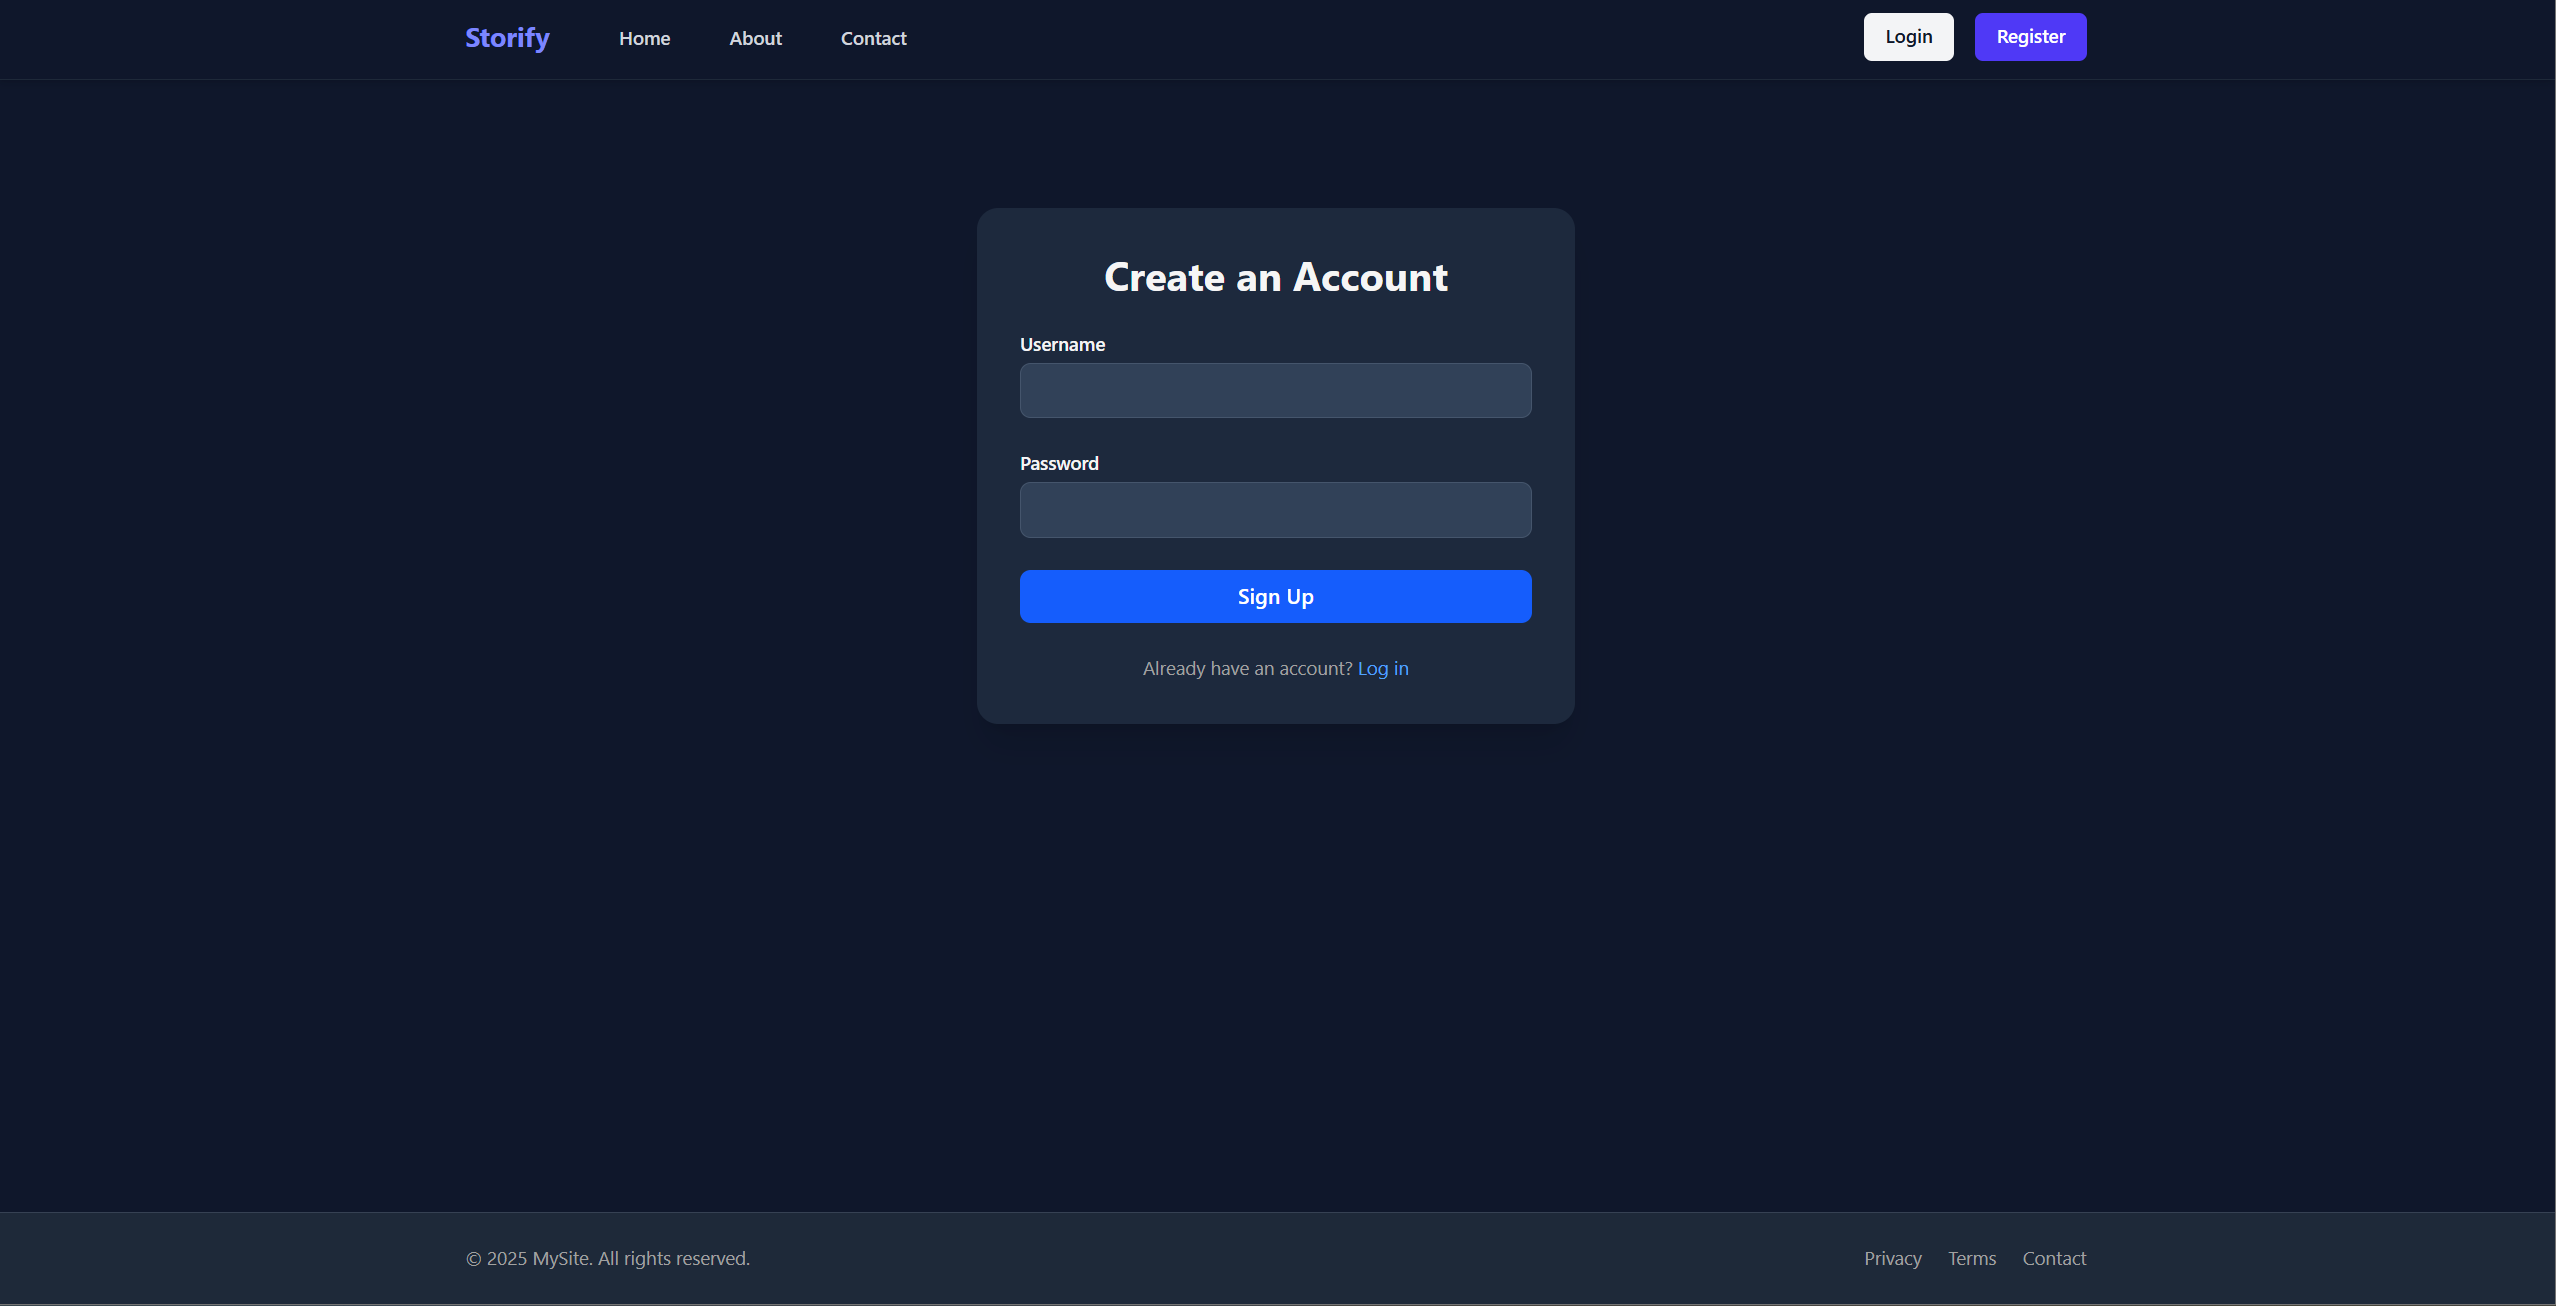 Storify Home About Contact Login Register
Create an Account
Username
Password
Sign Up
Already have an account? Log in
© 2025 MySite. All rights reserved. Privacy Terms Contact